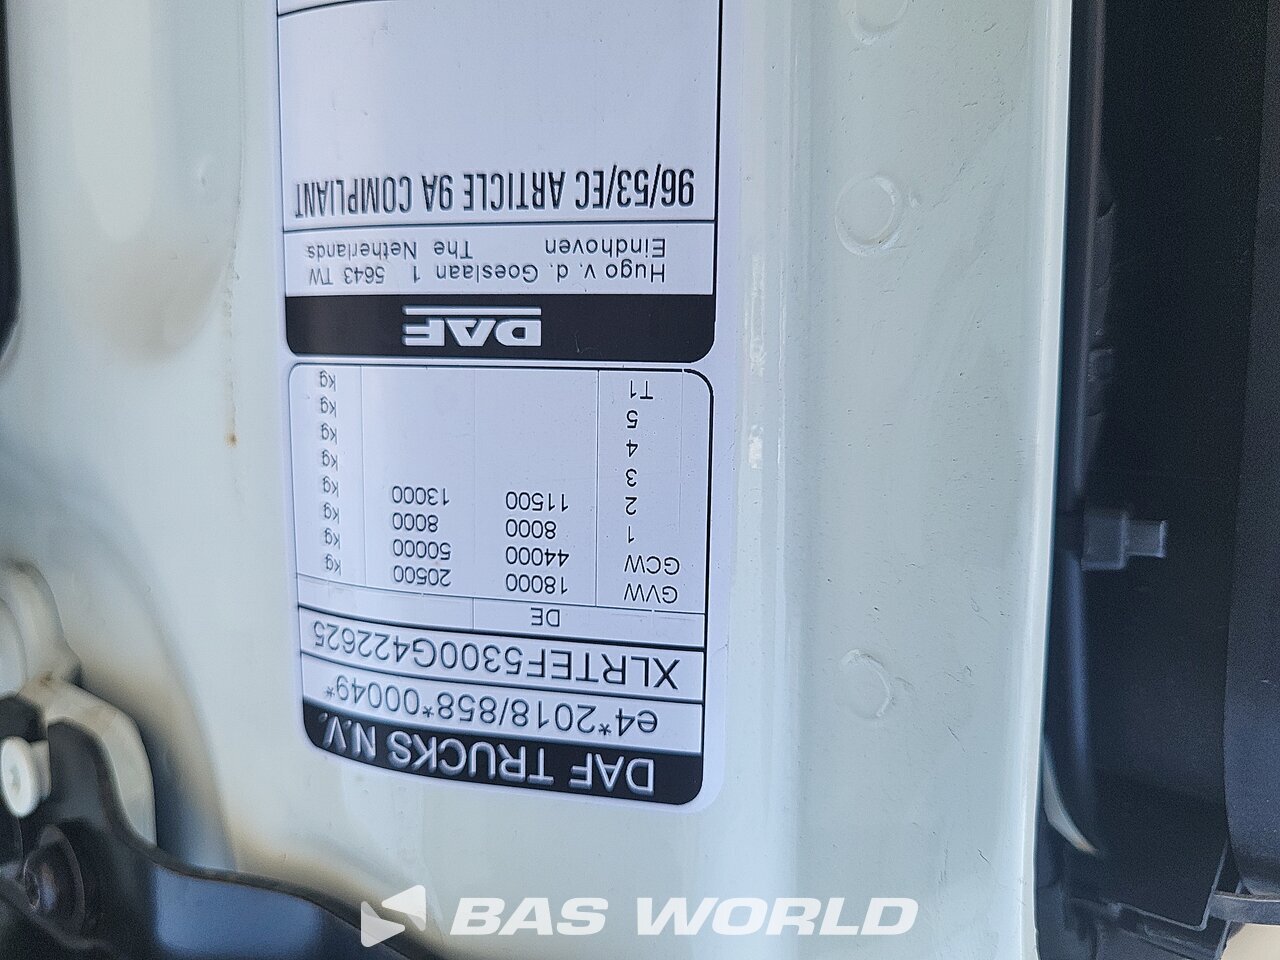 DAF TRUCKS N.V.
e4*2018/858*00049*
XLRTEF5300G422625
DE
GVW 18000 20500 kg
GCW 44000 50000 kg
1 8000 8000 kg
2 11500 13000 kg
3 kg
4 kg
5 kg
T1 kg
DAF
Hugo v. d. Goeslaan 1 5643 TW
Eindhoven The Netherlands
96/53/EC ARTICLE 9A COMPLIANT
BAS WORLD